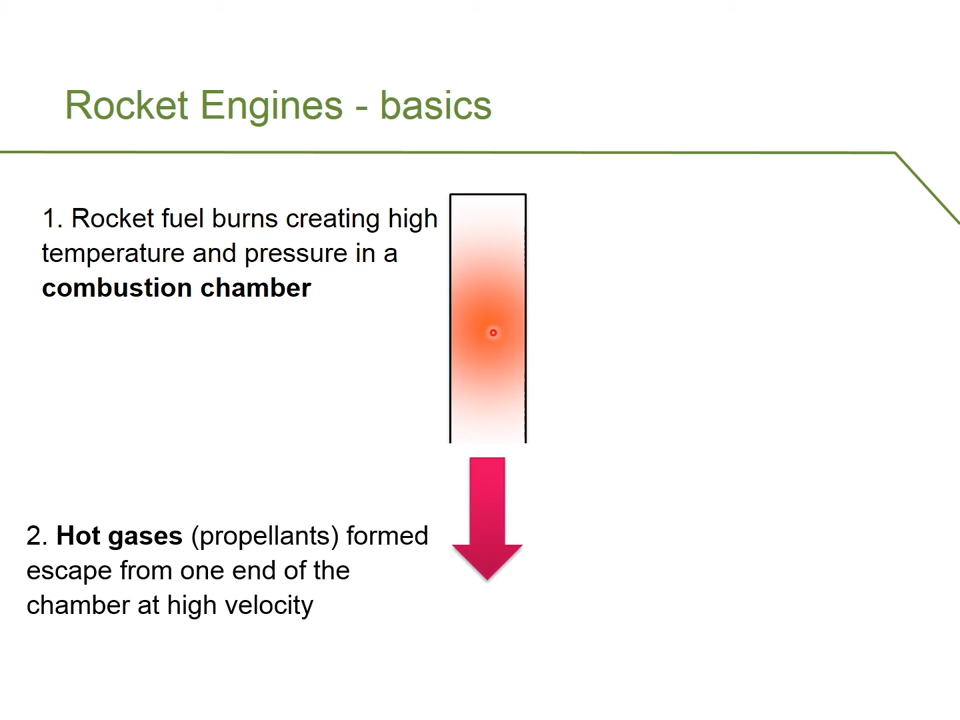 Rocket Engines - basics
1. Rocket fuel burns creating high
temperature and pressure in a
combustion chamber
2. Hot gases (propellants) formed
escape from one end of the
chamber at high velocity